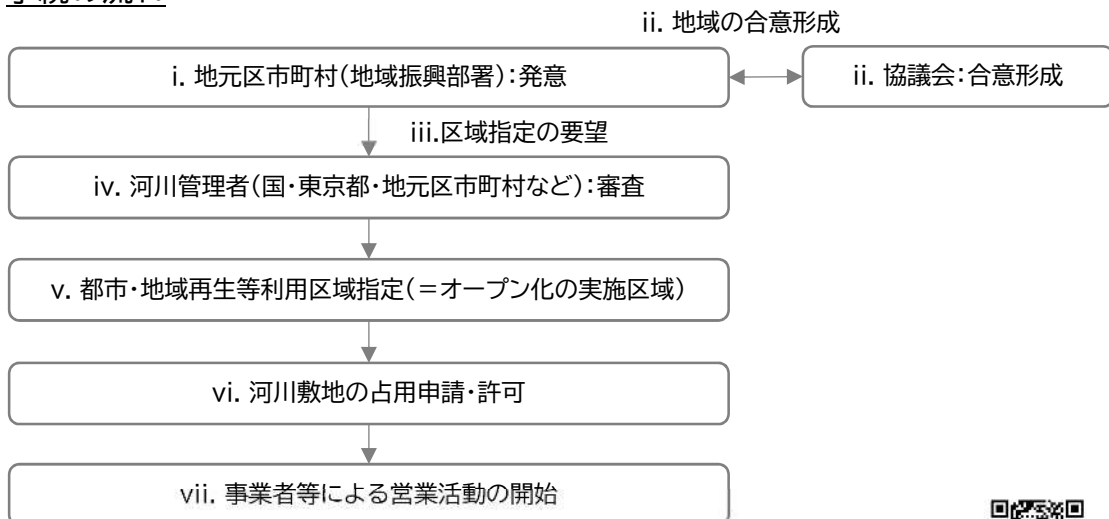 手続の流れ
ii. 地域の合意形成
i. 地元区市町村(地域振興部署):発意
ii. 協議会:合意形成
iii.区域指定の要望
iv. 河川管理者(国・東京都・地元区市町村など):審査
v. 都市・地域再生等利用区域指定(=オープン化の実施区域)
vi. 河川敷地の占用申請・許可
vii. 事業者等による営業活動の開始